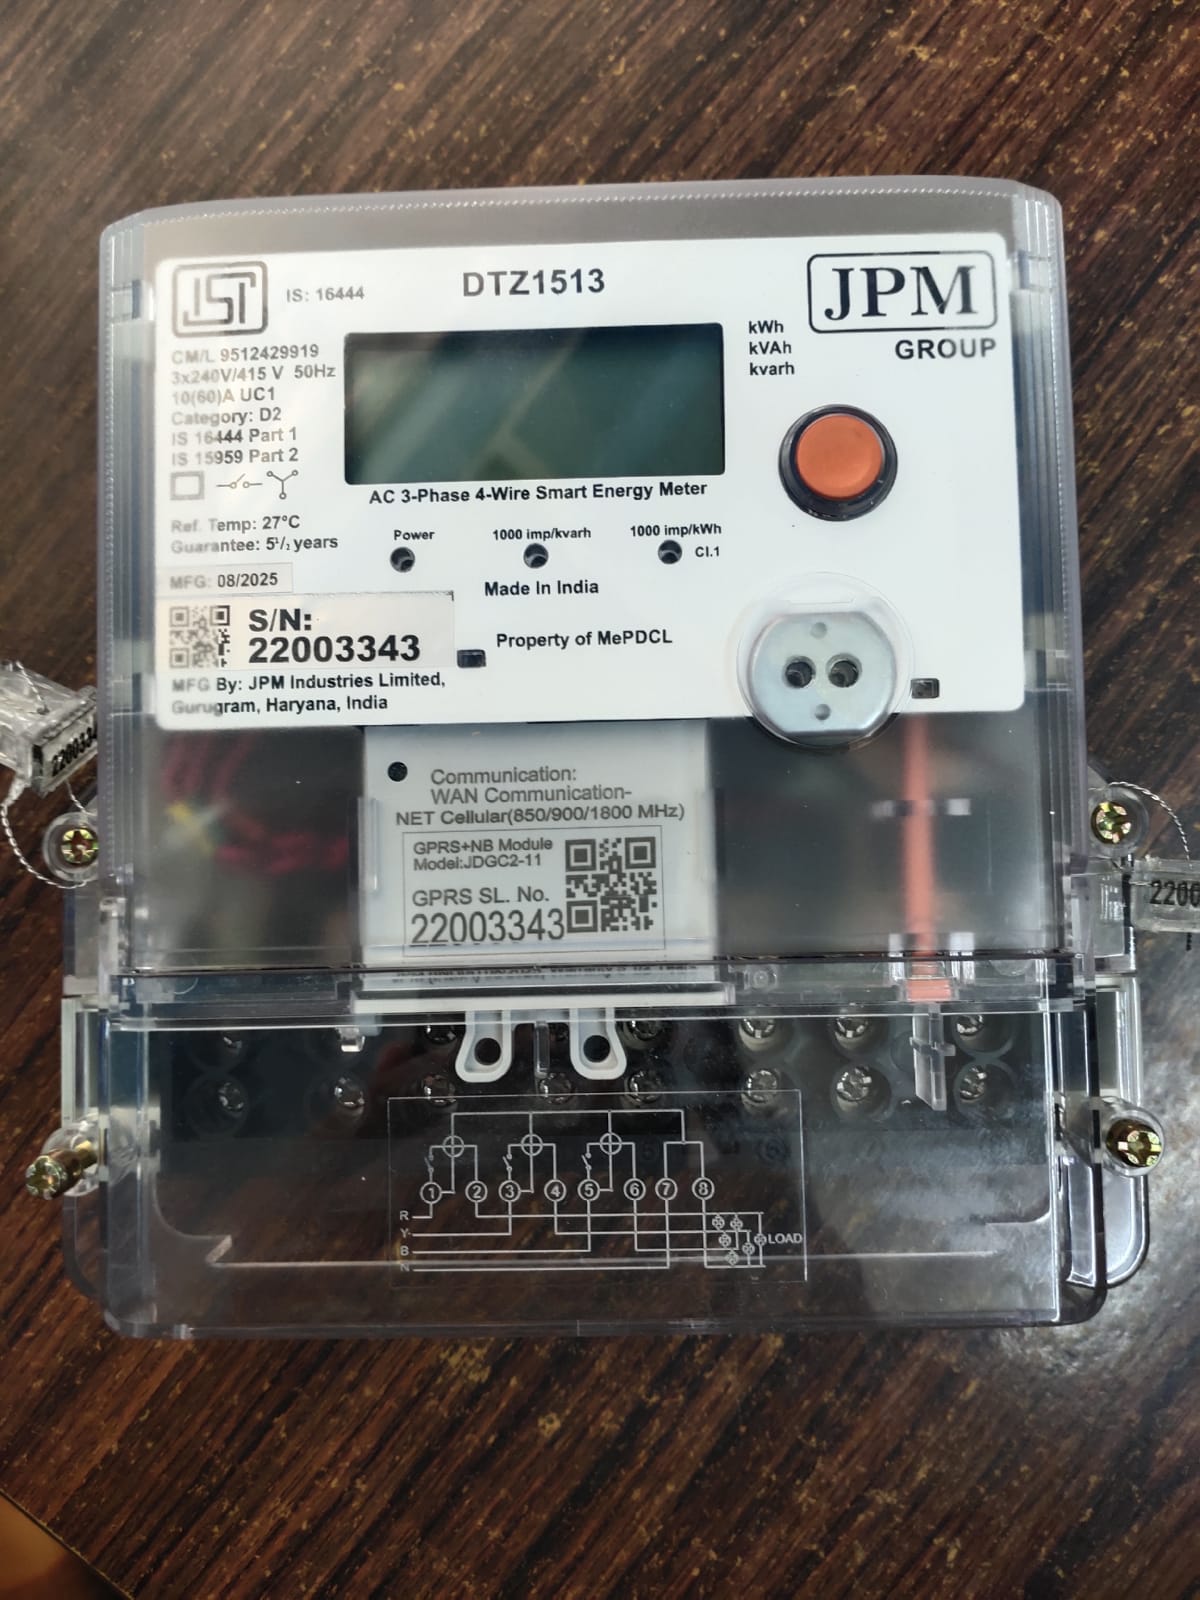 ISI
IS: 16444
DTZ1513
JPM
GROUP
CM/L 9512429919
3x240V/415 V 50Hz
10(60)A UC1
Category: D2
IS 16444 Part 1
IS 15959 Part 2
kWh
kVAh
kvarh
AC 3-Phase 4-Wire Smart Energy Meter
Ref. Temp: 27°C
Guarantee: 5¹/₂ years
Power
1000 imp/kvarh
1000 imp/kWh
Cl.1
MFG: 08/2025
Made In India
S/N:
22003343
Property of MePDCL
MFG By: JPM Industries Limited,
Gurugram, Haryana, India
Communication:
WAN Communication-
NET Cellular(850/900/1800 MHz)
GPRS+NB Module
Model:JDGC2-11
GPRS SL. No.
22003343
220033
2200
1 2 3 4 5 6 7 8
R
Y
B
N
LOAD